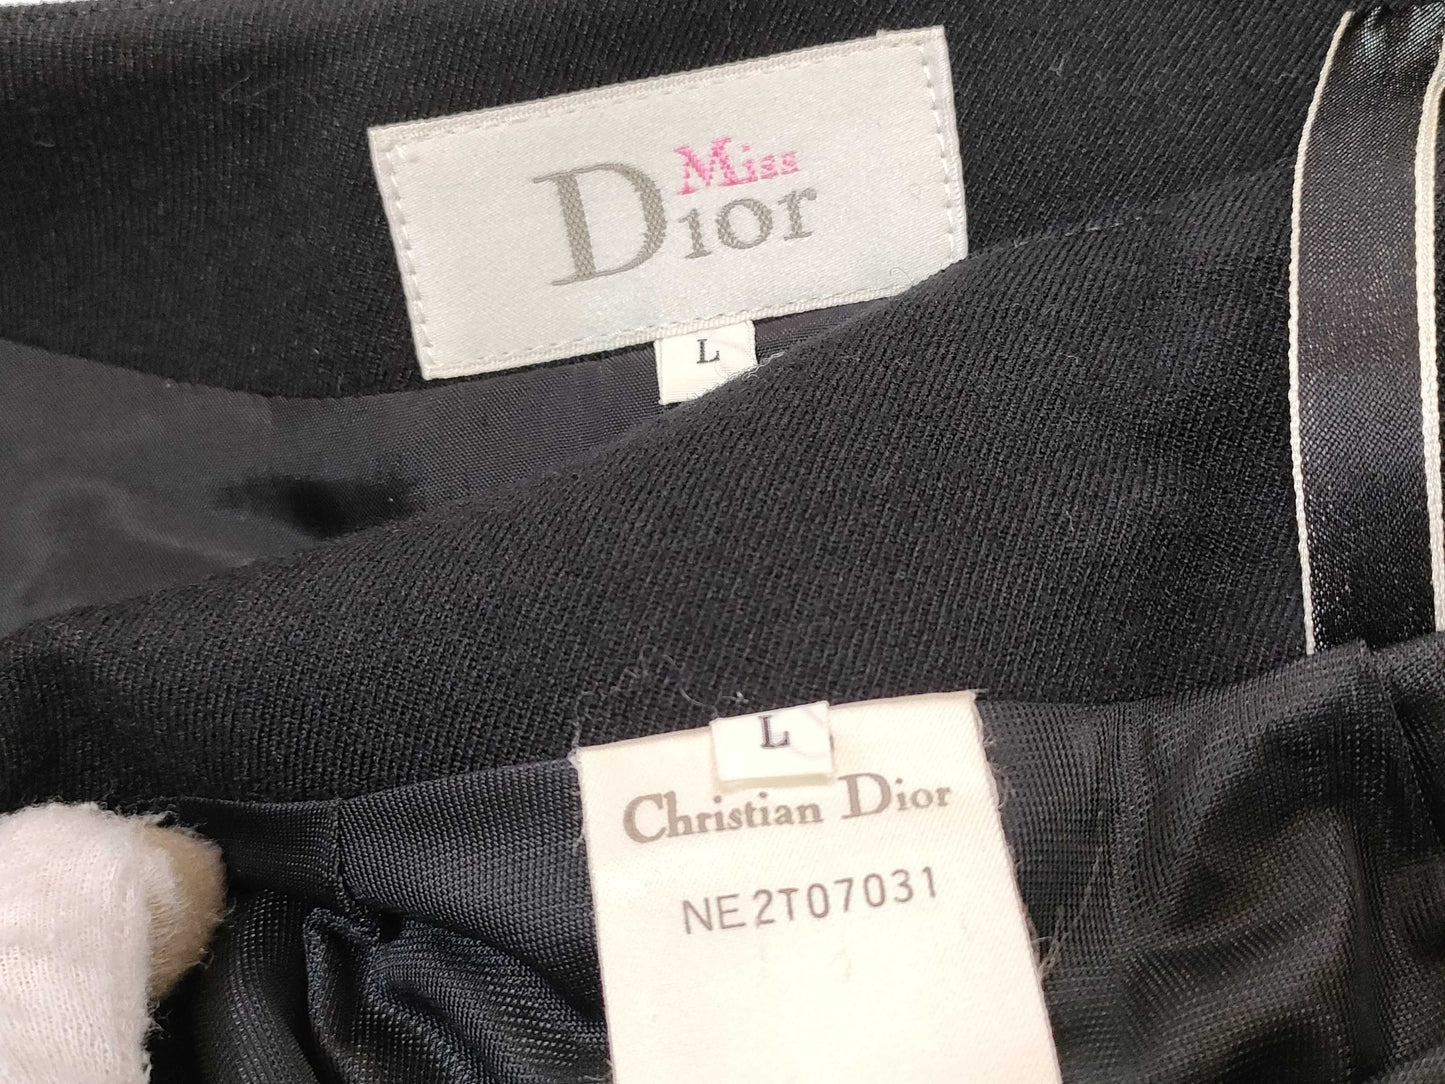 Miss
Dior
L
L
Christian Dior
NE2T07031